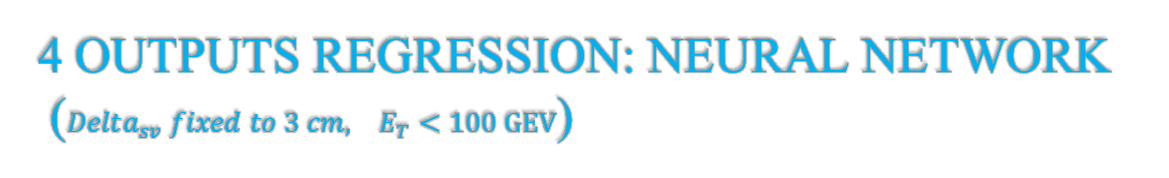 4 OUTPUTS REGRESSION: NEURAL NETWORK
(Delta_sv fixed to 3 cm, E_T < 100 GEV)